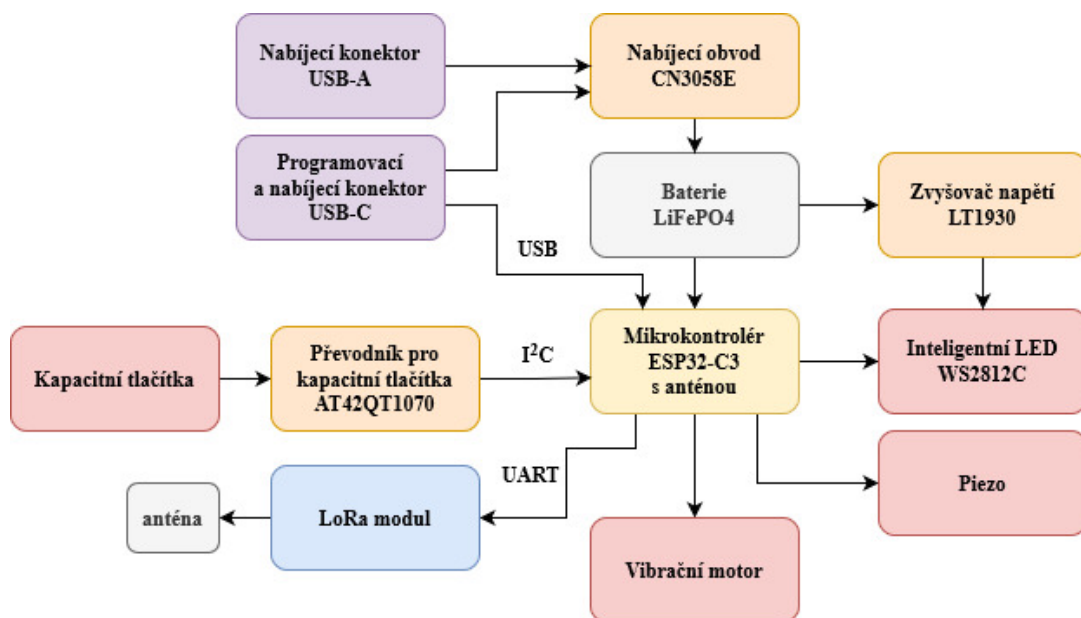 Nabíjecí konektor
USB-A
Nabíjecí obvod
CN3058E
Programovací
a nabíjecí konektor
USB-C
Baterie
LiFePO4
Zvyšovač napětí
LT1930
USB
Kapacitní tlačítka
Převodník pro
kapacitní tlačítka
AT42QT1070
I²C
Mikrokontrolér
ESP32-C3
s anténou
Inteligentní LED
WS2812C
UART
Piezo
anténa
LoRa modul
Vibrační motor